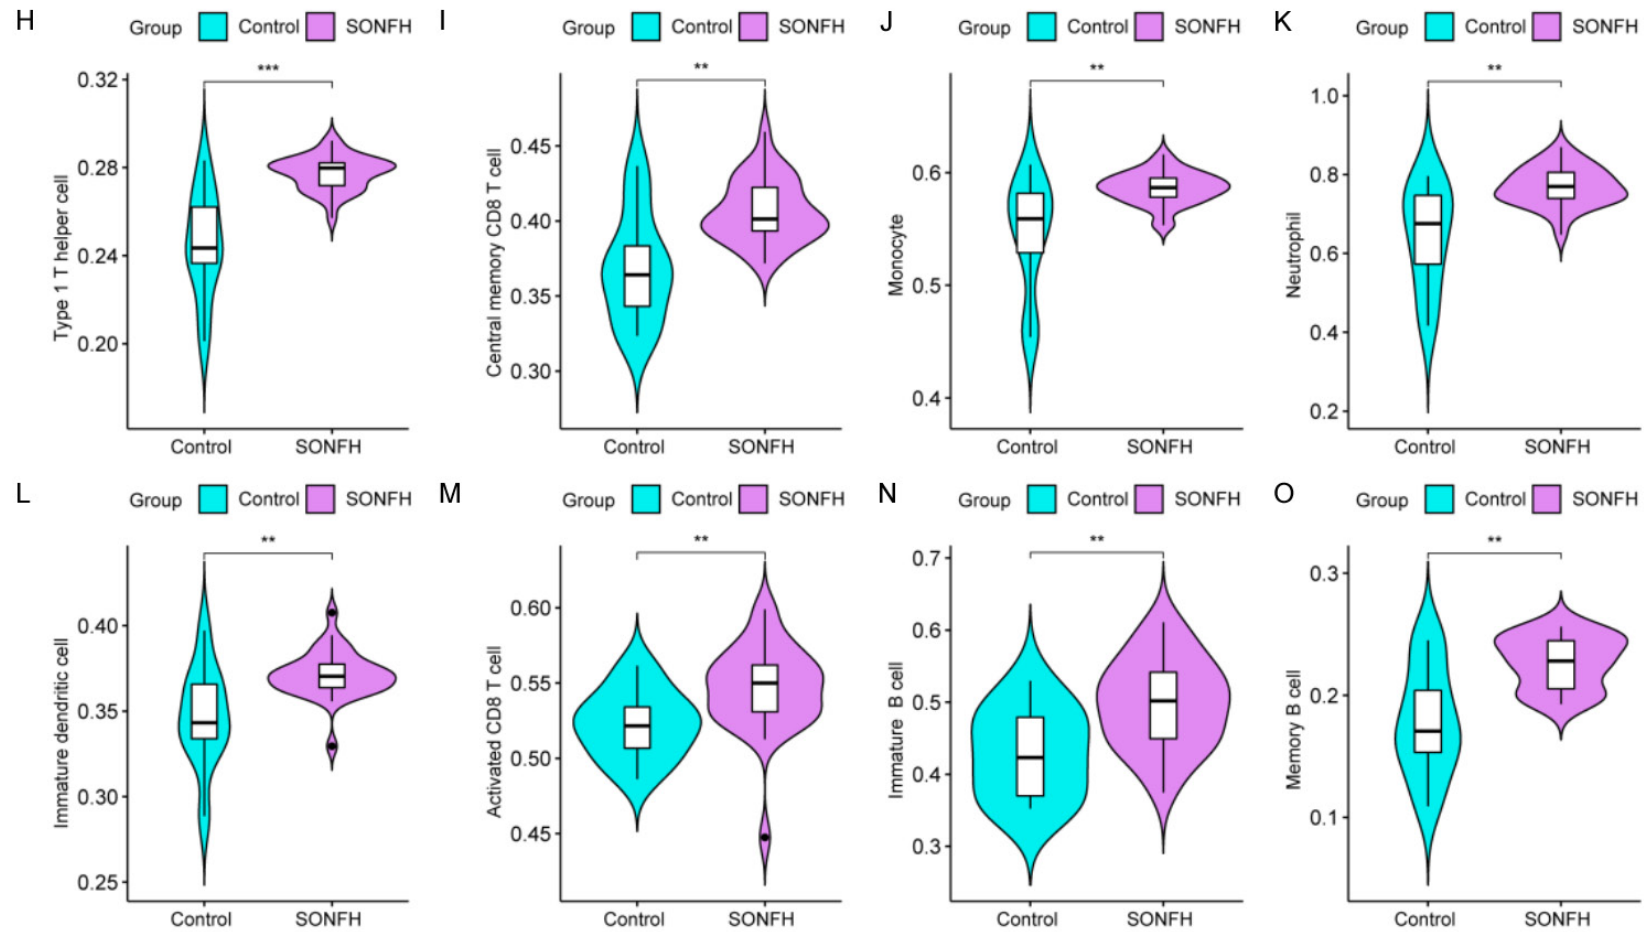 H
Group Control SONFH
***
0.32
0.28
0.24
0.20
Type 1 T helper cell
Control SONFH
I
Group Control SONFH
**
0.45
0.40
0.35
0.30
Central memory CD8 T cell
Control SONFH
J
Group Control SONFH
**
0.6
0.5
0.4
Monocyte
Control SONFH
K
Group Control SONFH
**
1.0
0.8
0.6
0.4
0.2
Neutrophil
Control SONFH
L
Group Control SONFH
**
0.40
0.35
0.30
0.25
Immature dendritic cell
Control SONFH
M
Group Control SONFH
**
0.60
0.55
0.50
0.45
Activated CD8 T cell
Control SONFH
N
Group Control SONFH
**
0.7
0.6
0.5
0.4
0.3
Immature B cell
Control SONFH
O
Group Control SONFH
**
0.3
0.2
0.1
Memory B cell
Control SONFH